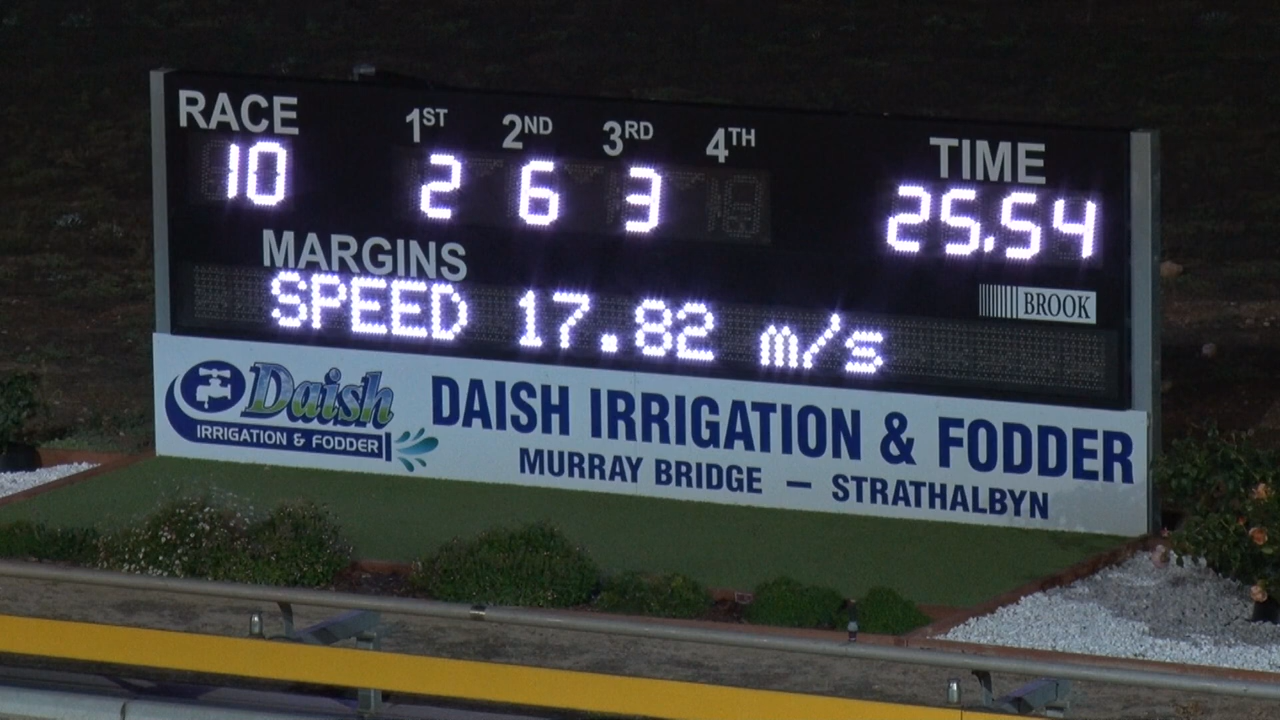 RACE 1ST 2ND 3RD 4TH TIME
10 2 6 3 25.54
MARGINS
SPEED 17.82 m/s
BROOK
Daish
IRRIGATION & FODDER
DAISH IRRIGATION & FODDER
MURRAY BRIDGE — STRATHALBYN